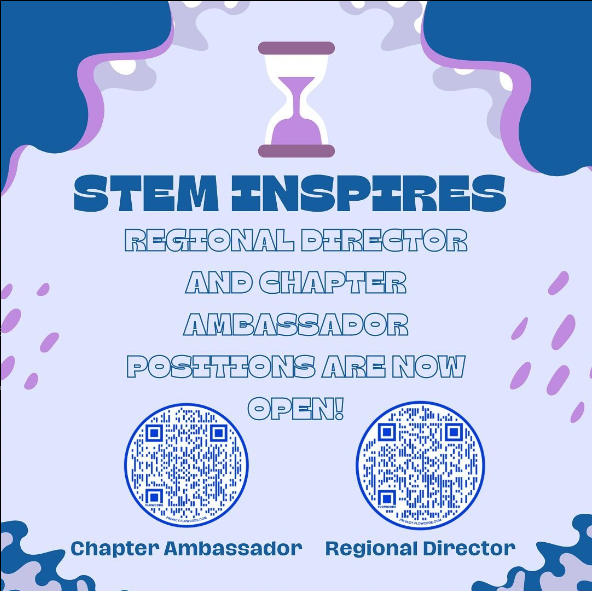 STEM INSPIRES
REGIONAL DIRECTOR
AND CHAPTER
AMBASSADOR
POSITIONS ARE NOW
OPEN!
Chapter Ambassador
Regional Director